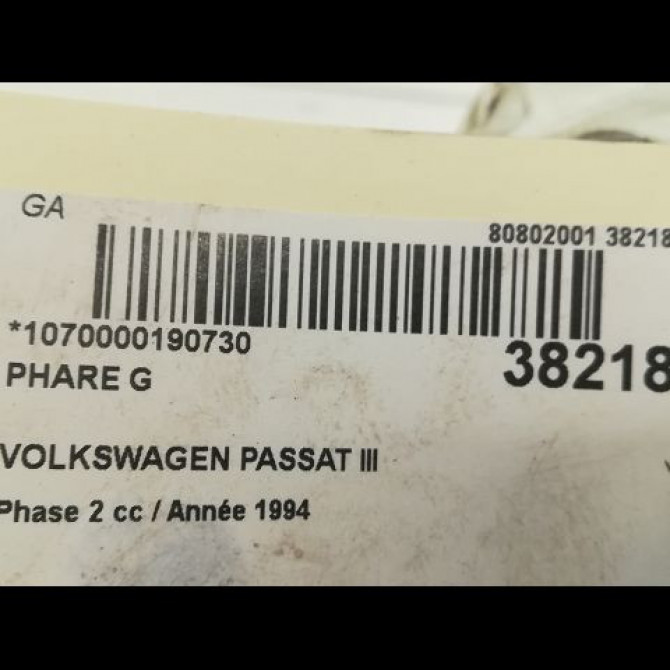 GA
80802001 38218
*1070000190730
38218
PHARE G
VOLKSWAGEN PASSAT III
Phase 2 cc / Année 1994